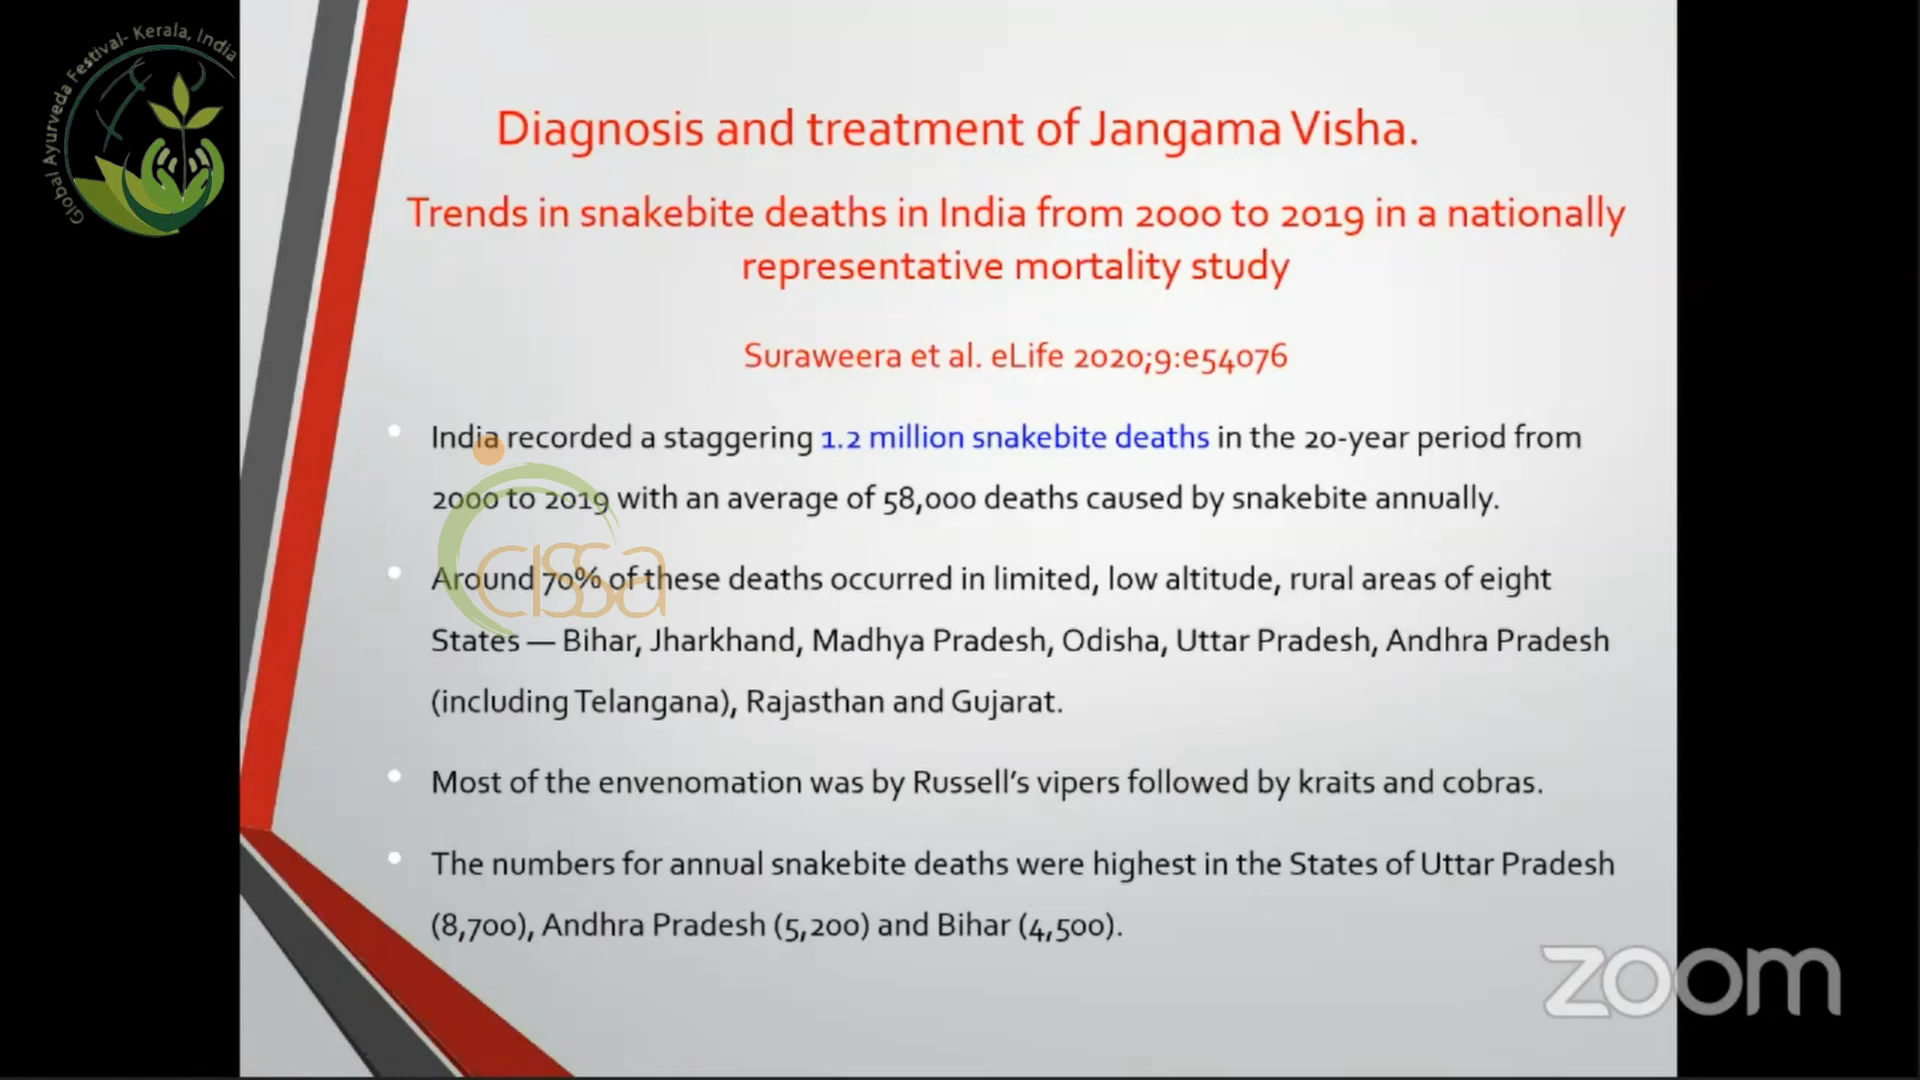 Global Ayurveda Festival- Kerala, India
Diagnosis and treatment of Jangama Visha.
Trends in snakebite deaths in India from 2000 to 2019 in a nationally
representative mortality study
Suraweera et al. eLife 2020;9:e54076
India recorded a staggering 1.2 million snakebite deaths in the 20-year period from
2000 to 2019 with an average of 58,000 deaths caused by snakebite annually.
Around 70% of these deaths occurred in limited, low altitude, rural areas of eight
States — Bihar, Jharkhand, Madhya Pradesh, Odisha, Uttar Pradesh, Andhra Pradesh
(including Telangana), Rajasthan and Gujarat.
Most of the envenomation was by Russell’s vipers followed by kraits and cobras.
The numbers for annual snakebite deaths were highest in the States of Uttar Pradesh
(8,700), Andhra Pradesh (5,200) and Bihar (4,500).
cissa
zoom